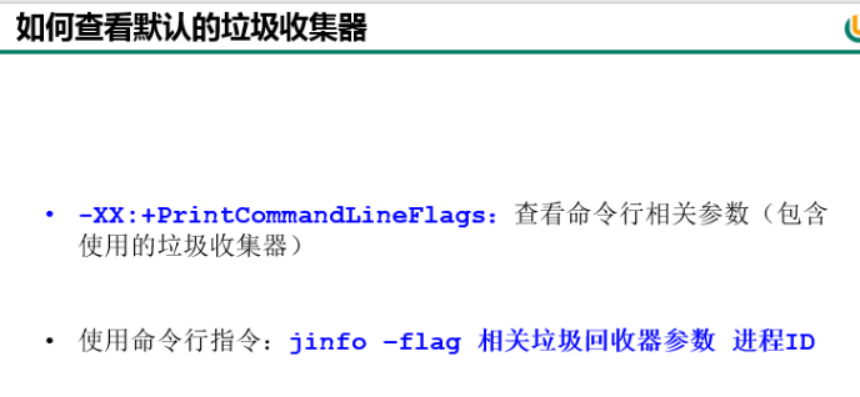 如何查看默认的垃圾收集器
• -XX:+PrintCommandLineFlags：查看命令行相关参数（包含
使用的垃圾收集器）
• 使用命令行指令：jinfo –flag 相关垃圾回收器参数 进程ID